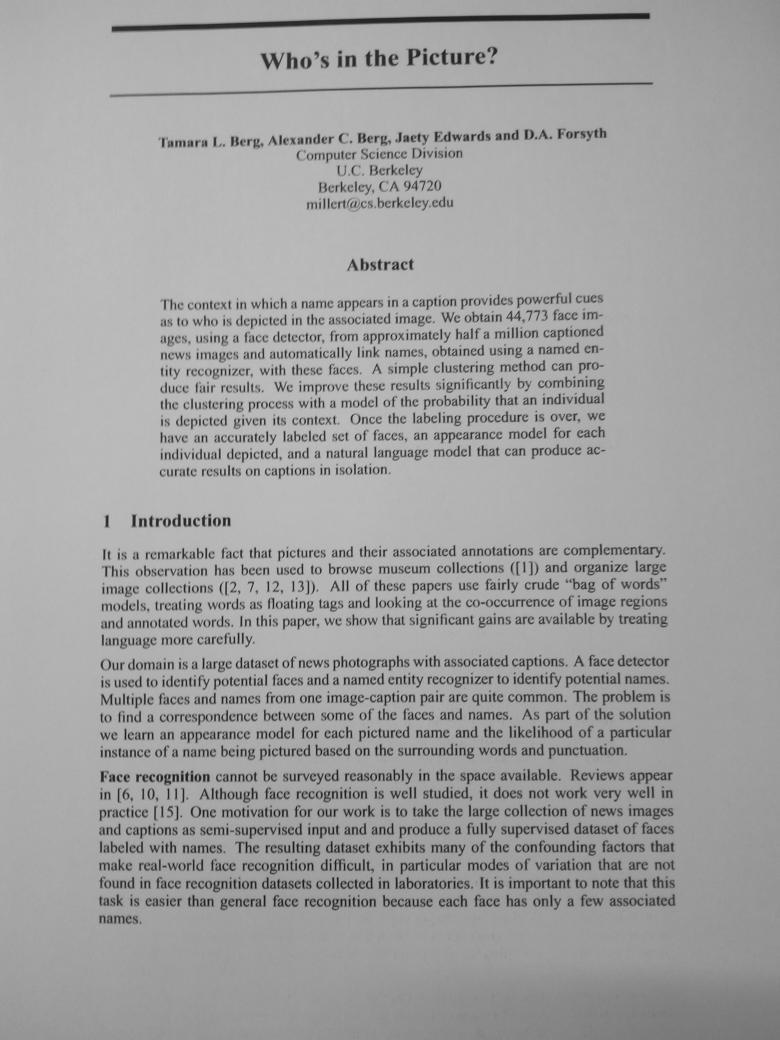 Who's in the Picture?
Tamara L. Berg, Alexander C. Berg, Jaety Edwards and D.A. Forsyth
Computer Science Division
U.C. Berkeley
Berkeley, CA 94720
millert@cs.berkeley.edu
Abstract
The context in which a name appears in a caption provides powerful cues
as to who is depicted in the associated image. We obtain 44,773 face im-
ages, using a face detector, from approximately half a million captioned
news images and automatically link names, obtained using a named en-
tity recognizer, with these faces. A simple clustering method can pro-
duce fair results. We improve these results significantly by combining
the clustering process with a model of the probability that an individual
is depicted given its context. Once the labeling procedure is over, we
have an accurately labeled set of faces, an appearance model for each
individual depicted, and a natural language model that can produce ac-
curate results on captions in isolation.
1 Introduction
It is a remarkable fact that pictures and their associated annotations are complementary.
This observation has been used to browse museum collections ([1]) and organize large
image collections ([2, 7, 12, 13]). All of these papers use fairly crude “bag of words”
models, treating words as floating tags and looking at the co-occurrence of image regions
and annotated words. In this paper, we show that significant gains are available by treating
language more carefully.
Our domain is a large dataset of news photographs with associated captions. A face detector
is used to identify potential faces and a named entity recognizer to identify potential names.
Multiple faces and names from one image-caption pair are quite common. The problem is
to find a correspondence between some of the faces and names. As part of the solution
we learn an appearance model for each pictured name and the likelihood of a particular
instance of a name being pictured based on the surrounding words and punctuation.
Face recognition cannot be surveyed reasonably in the space available. Reviews appear
in [6, 10, 11]. Although face recognition is well studied, it does not work very well in
practice [15]. One motivation for our work is to take the large collection of news images
and captions as semi-supervised input and and produce a fully supervised dataset of faces
labeled with names. The resulting dataset exhibits many of the confounding factors that
make real-world face recognition difficult, in particular modes of variation that are not
found in face recognition datasets collected in laboratories. It is important to note that this
task is easier than general face recognition because each face has only a few associated
names.